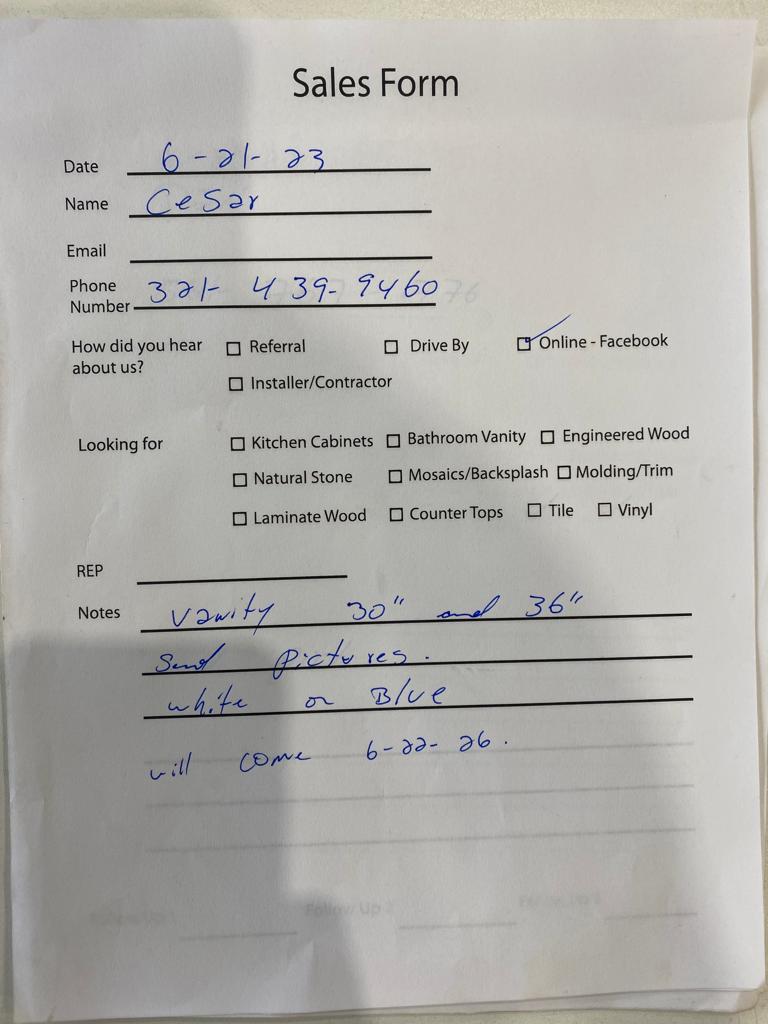 Sales Form
Date 6-21-23
Name Cesar
Email
Phone Number 321-439-9460
How did you hear about us? ☐ Referral ☐ Drive By ☑ Online - Facebook
☐ Installer/Contractor
Looking for ☐ Kitchen Cabinets ☐ Bathroom Vanity ☐ Engineered Wood
☐ Natural Stone ☐ Mosaics/Backsplash ☐ Molding/Trim
☐ Laminate Wood ☐ Counter Tops ☐ Tile ☐ Vinyl
REP
Notes Vanity 30" and 36"
Send pictures.
white or Blue
will come 6-22-26.
Follow Up 2